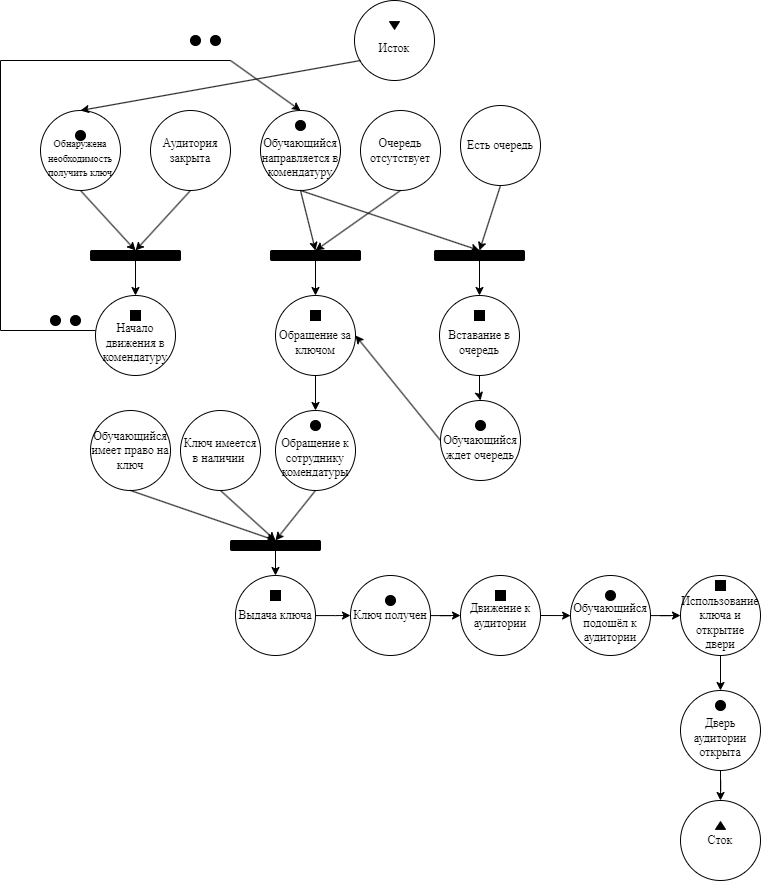 Исток
Обнаружена
необходимость
получить ключ
Аудитория
закрыта
Обучающийся
направляется в
комендатуру
Очередь
отсутствует
Есть очередь
Начало
движения в
комендатуру
Обращение за
ключом
Вставание в
очередь
Обучающийся
имеет право на
ключ
Ключ имеется
в наличии
Обращение к
сотруднику
комендатуры
Обучающийся
ждет очередь
Выдача ключа
Ключ получен
Движение к
аудитории
Обучающийся
подошёл к
аудитории
Использование
ключа и
открытие
двери
Дверь
аудитории
открыта
Сток